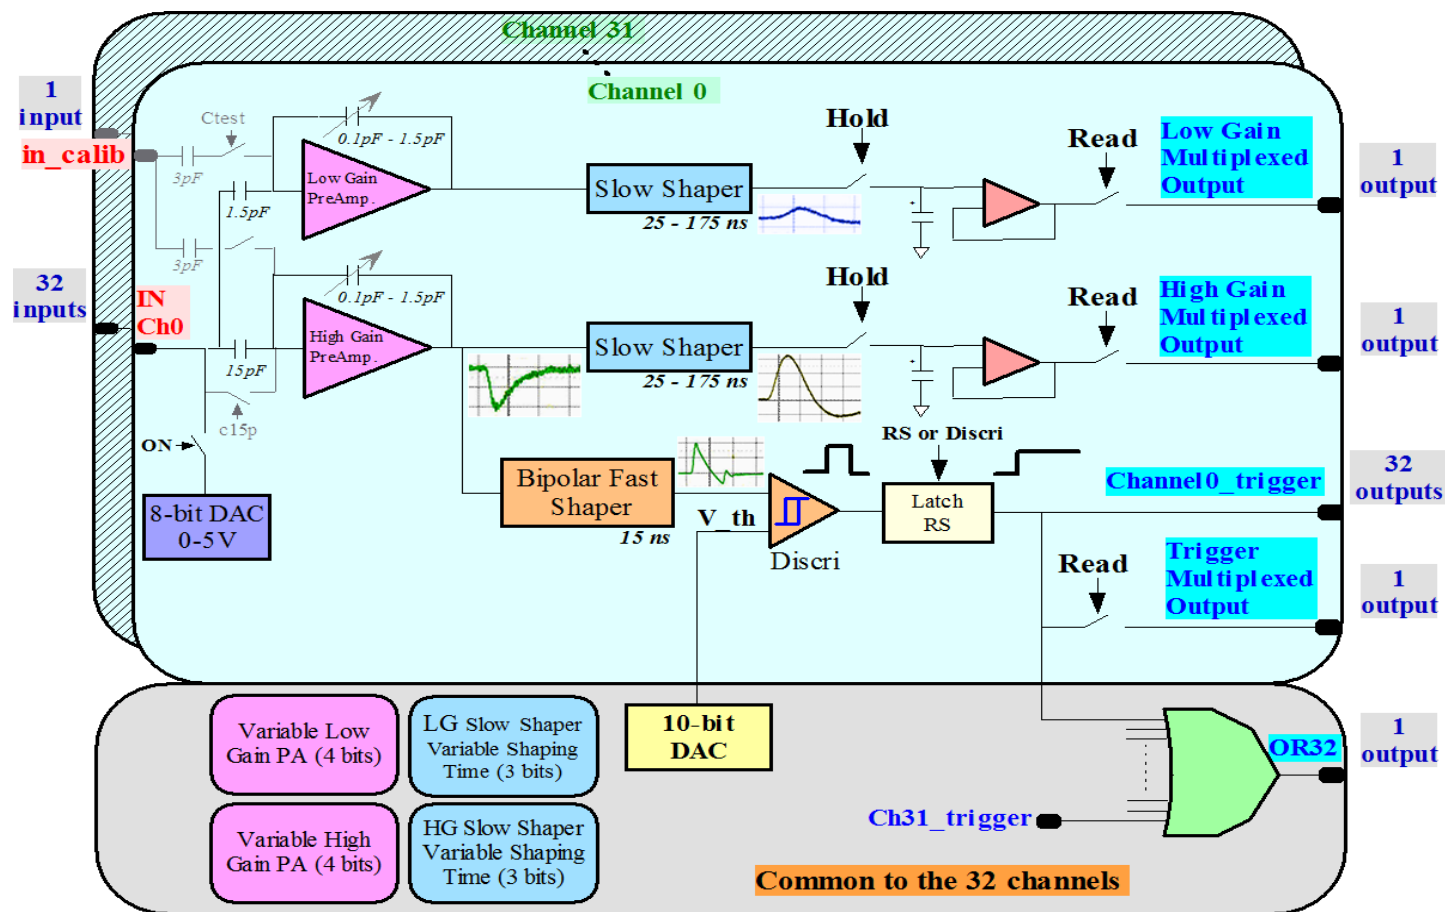 Channel 31
Channel 0
1
input
in_calib
Ctest
3pF
0.1pF - 1.5pF
Low Gain
PreAmp.
1.5pF
3pF
Slow Shaper
25 - 175 ns
Hold
Read
Low Gain
Multiplexed
Output
1
output
32
inputs
IN
Ch0
0.1pF - 1.5pF
High Gain
PreAmp.
15pF
c15p
Slow Shaper
25 - 175 ns
Hold
Read
High Gain
Multiplexed
Output
1
output
ON
8-bit DAC
0-5V
Bipolar Fast
Shaper
15 ns
V_th
Discri
RS or Discri
Latch
RS
Channel0_trigger
32
outputs
Read
Trigger
Multiplexed
Output
1
output
Variable Low
Gain PA (4 bits)
LG Slow Shaper
Variable Shaping
Time (3 bits)
10-bit
DAC
OR32
1
output
Variable High
Gain PA (4 bits)
HG Slow Shaper
Variable Shaping
Time (3 bits)
Ch31_trigger
Common to the 32 channels